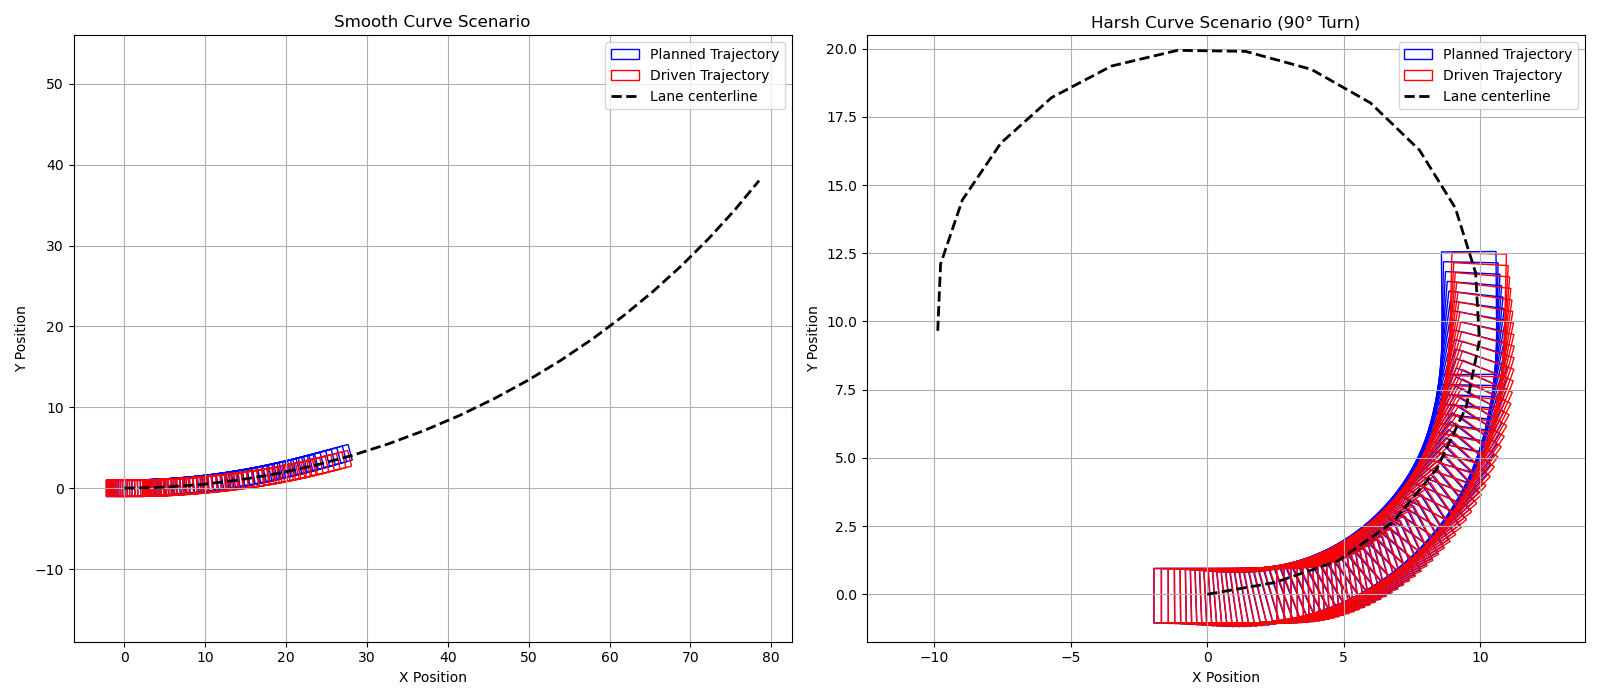 Smooth Curve Scenario
Planned Trajectory
Driven Trajectory
Lane centerline
50
40
30
20
10
0
−10
Y Position
0
10
20
30
40
50
60
70
80
X Position
Harsh Curve Scenario (90° Turn)
Planned Trajectory
Driven Trajectory
Lane centerline
20.0
17.5
15.0
12.5
10.0
7.5
5.0
2.5
0.0
Y Position
−10
−5
0
5
10
X Position